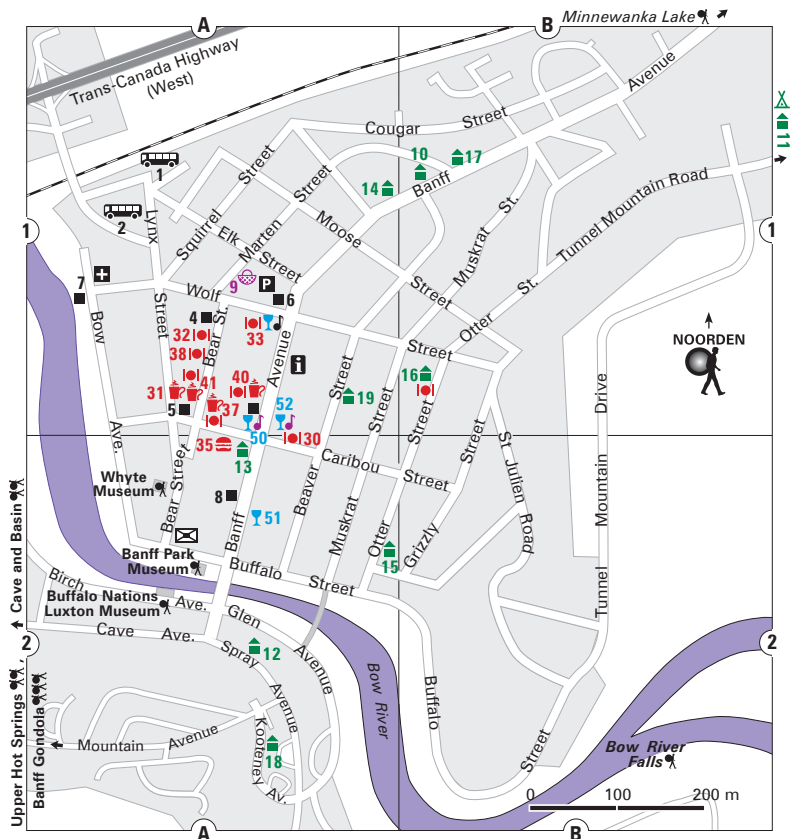 A
B
Minnewanka Lake
Trans-Canada Highway
(West)
Avenue
Cougar Street
11
10
17
14
Banff
1
2
Lynx
Street
Squirrel
Street
Marten
Street
Elk Street
Moose
Street
Muskrat St.
Tunnel Mountain Road
Otter St.
1
1
7
9
P
6
Wolf
Street
Bow
Ave.
Street
4
32
33
38
Bear St.
Avenue
i
NOORDEN
31
41
40
37
5
52
50
30
19
16
Street
Street
Street
Street
35
13
Caribou
Street
Drive
Mountain
Tunnel
St Julien Road
Whyte
Museum
Bear Street
8
51
Banff
Beaver
Muskrat
Otter
Grizzly
15
Banff Park
Museum
Buffalo
Street
Birch
Ave.
Buffalo Nations
Luxton Museum
Glen
Avenue
Cave and Basin
Cave Ave.
2
2
12
Spray
Avenue
Bow River
Buffalo
Street
Upper Hot Springs,
Banff Gondola
Mountain Avenue
Kooteney
Av.
18
Bow River
Falls
0 100 200 m
A
B